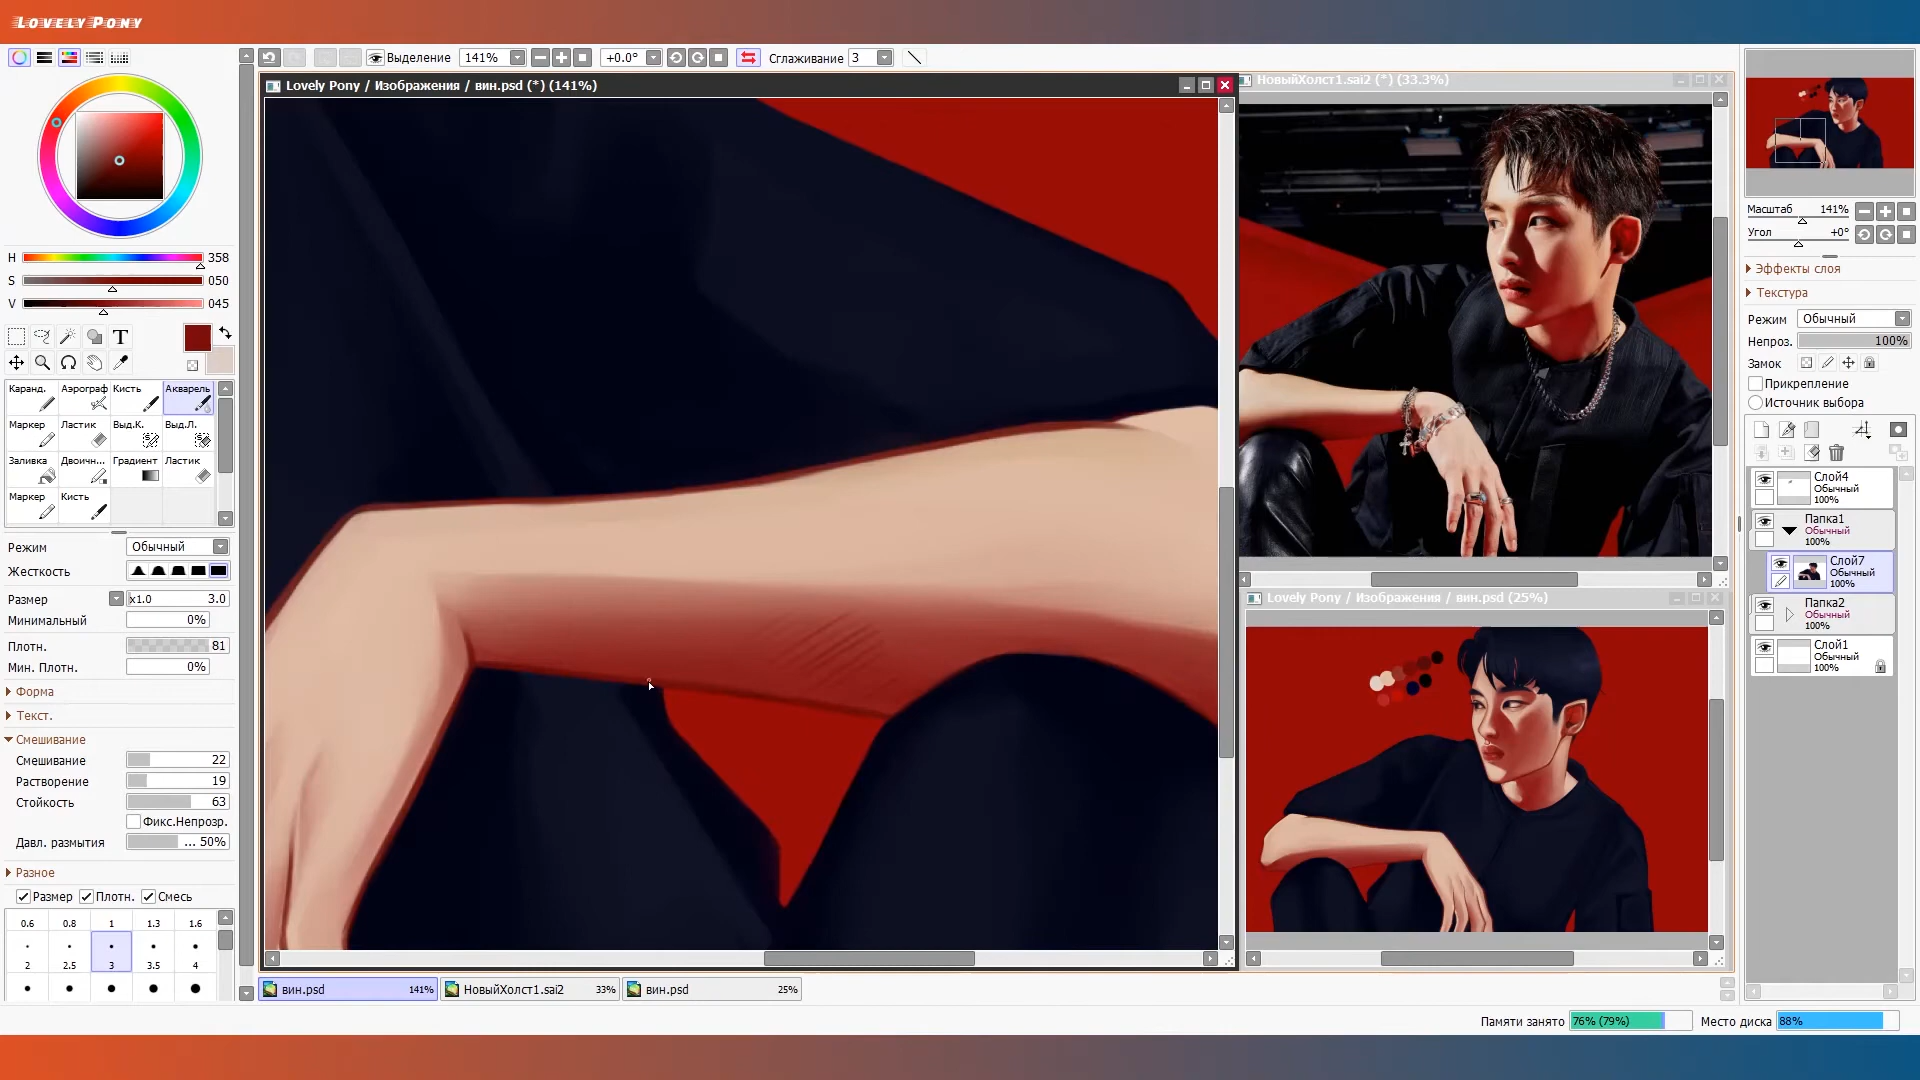 Lovely Pony
Выделение
141%
+0.0°
Сглаживание
3
Lovely Pony / Изображения / вин.psd (*) (141%)
НовыйХолст1.sai2 (*) (33.3%)
Lovely Pony / Изображения / вин.psd (25%)
H
358
S
050
V
045
T
Каранд.
Аэрограф
Кисть
Акварель
Маркер
Ластик
Выд.К.
Выд.Л.
Заливка
Двоичн...
Градиент
Ластик
Маркер
Кисть
Режим
Обычный
Жесткость
Размер
x1.0
3.0
Минимальный
0%
Плотн.
81
Мин. Плотн.
0%
Форма
Текст.
Смешивание
Смешивание
22
Растворение
19
Стойкость
63
Фикс.Непрозр.
Давл. размытия
... 50%
Разное
Размер
Плотн.
Смесь
0.6
0.8
1
1.3
1.6
2
2.5
3
3.5
4
вин.psd
141%
НовыйХолст1.sai2
33%
вин.psd
25%
Масштаб
141%
Угол
+0°
Эффекты слоя
Текстура
Режим
Обычный
Непроз.
100%
Замок
Прикрепление
Источник выбора
Слой4
Обычный
100%
Папка1
Обычный
100%
Слой7
Обычный
100%
Папка2
Обычный
100%
Слой1
Обычный
100%
Памяти занято
76% (79%)
Место диска
88%